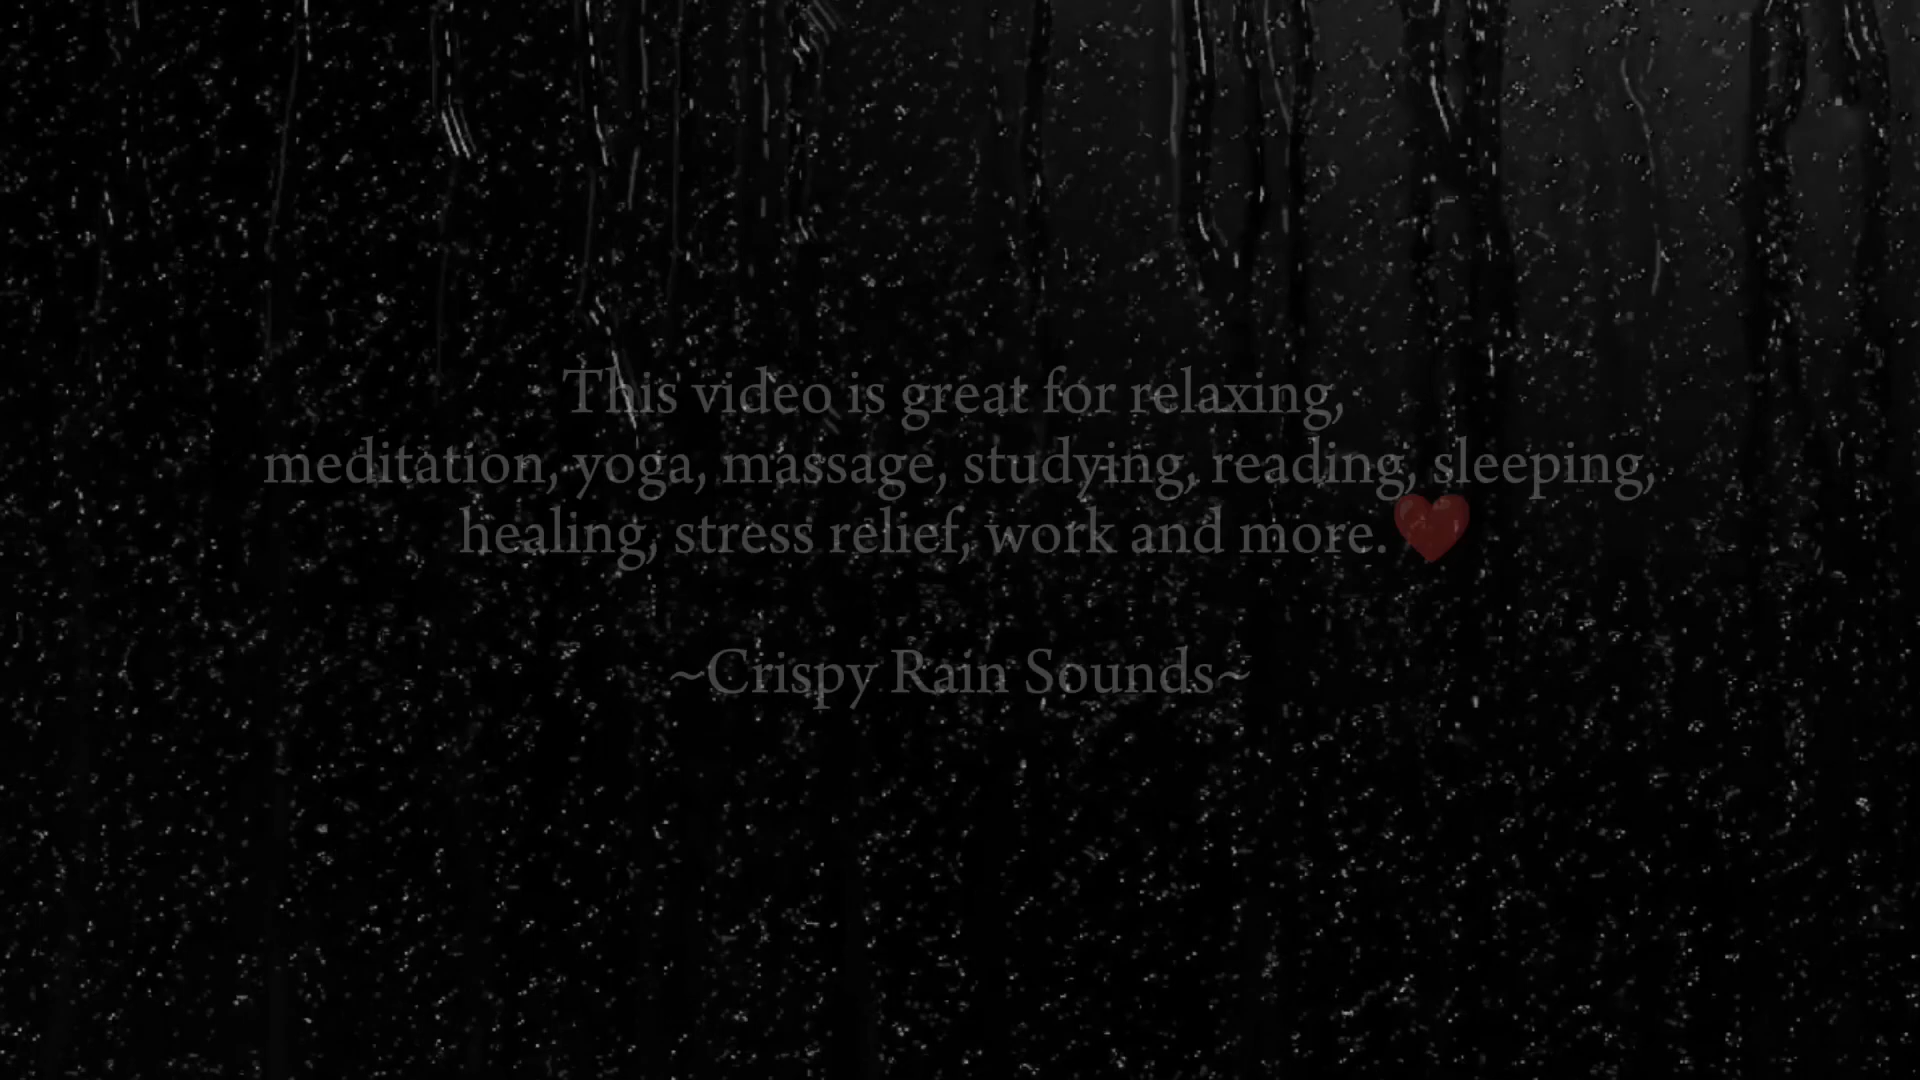 This video is great for relaxing,
meditation, yoga, massage, studying, reading, sleeping,
healing, stress relief, work and more. ❤️
~Crispy Rain Sounds~